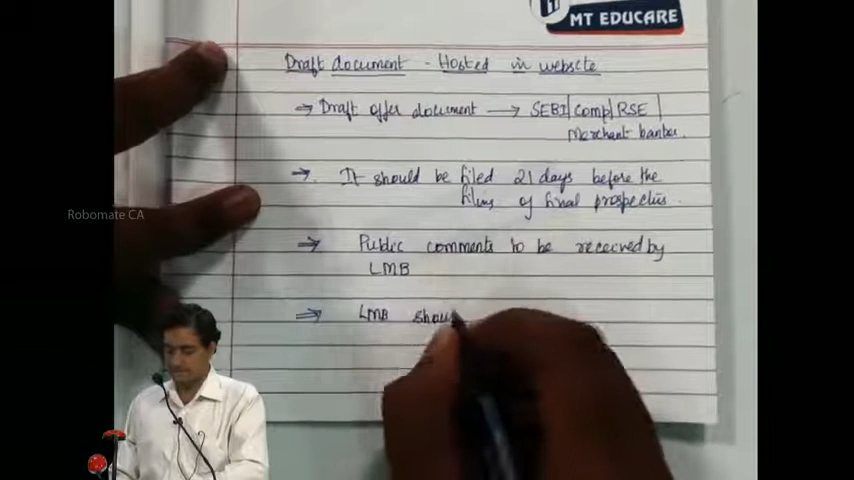 MT EDUCARE
Draft document - Hosted in website
⇒ Draft offer document → SEBI|Comp|RSE|
Merchant banker.
⇒. It should be filed 21 days before the
filing of final prospectus.
⇒ Public comments to be received by
LMB
⇒ LMB shou
Robomate CA